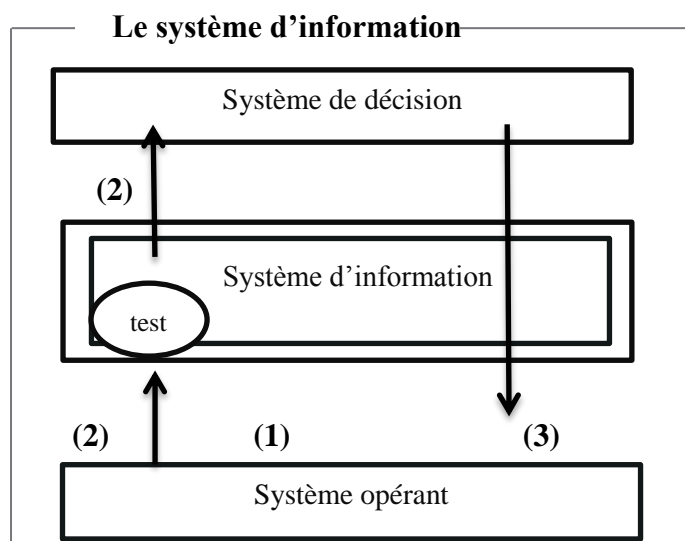 Le système d’information
Système de décision
(2)
Système d’information
test
(2) (1) (3)
Système opérant